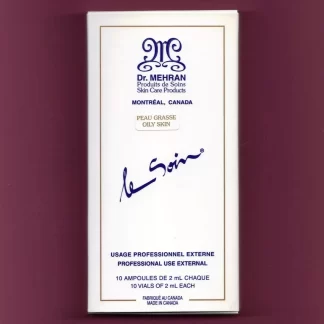 Dr. MEHRAN
Produits de Soins
Skin Care Products
MONTRÉAL, CANADA
PEAU GRASSE
OILY SKIN
le Soin®
USAGE PROFESSIONNEL EXTERNE
PROFESSIONAL USE EXTERNAL
10 AMPOULES DE 2 mL CHAQUE
10 VIALS OF 2 mL EACH
FABRIQUÉ AU CANADA
MADE IN CANADA